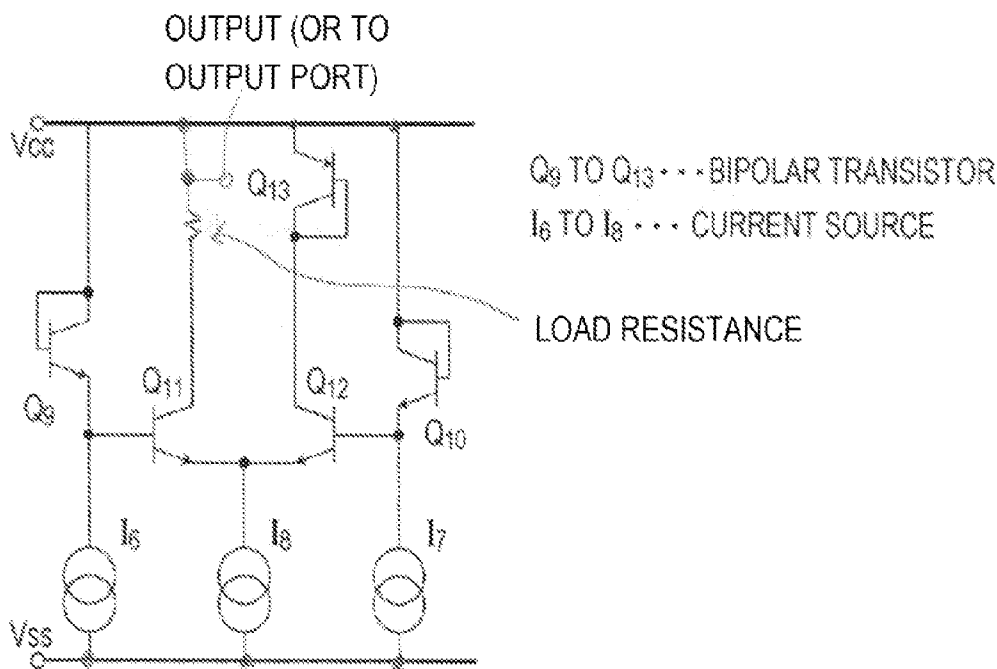 OUTPUT (OR TO
OUTPUT PORT)
Vcc
Q13
Q9 TO Q13 ··· BIPOLAR TRANSISTOR
I6 TO I8 ··· CURRENT SOURCE
LOAD RESISTANCE
Q11
Q12
Q9
Q10
I6
I8
I7
Vss